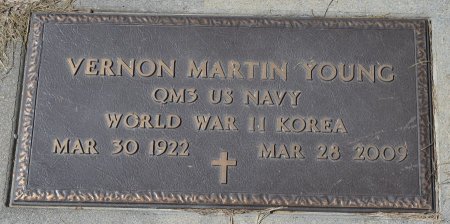 VERNON MARTIN YOUNG
QM3 US NAVY
WORLD WAR II KOREA
MAR 30 1922 MAR 28 2009